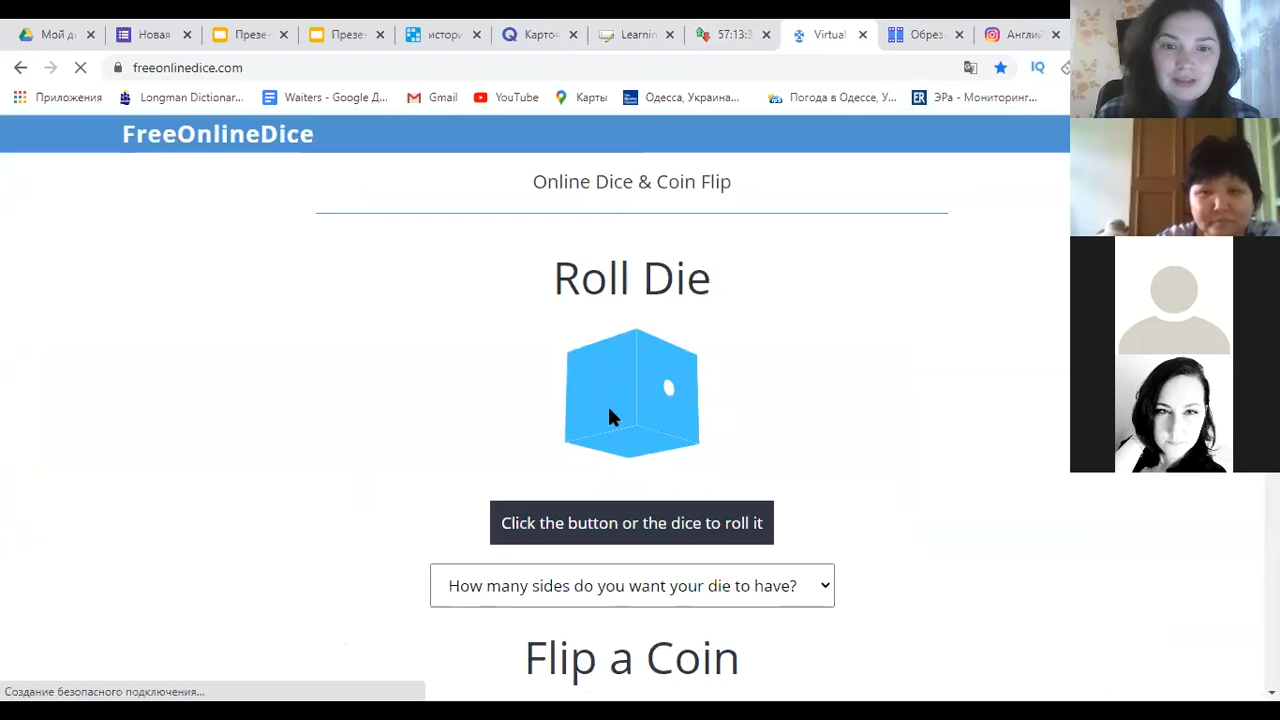 Мой д
Новая
Презе
Презе
истори
Карточ
Learnin
57:13:3
Virtual
Обрез
Англи
freeonlinedice.com
IQ
Приложения
Longman Dictionar...
Waiters - Google Д...
Gmail
YouTube
Карты
Одесса, Украина...
Погода в Одессе, У...
ER
ЭРа - Мониторинг...
FreeOnlineDice
Online Dice & Coin Flip
Roll Die
Click the button or the dice to roll it
How many sides do you want your die to have?
Flip a Coin
Создание безопасного подключения...